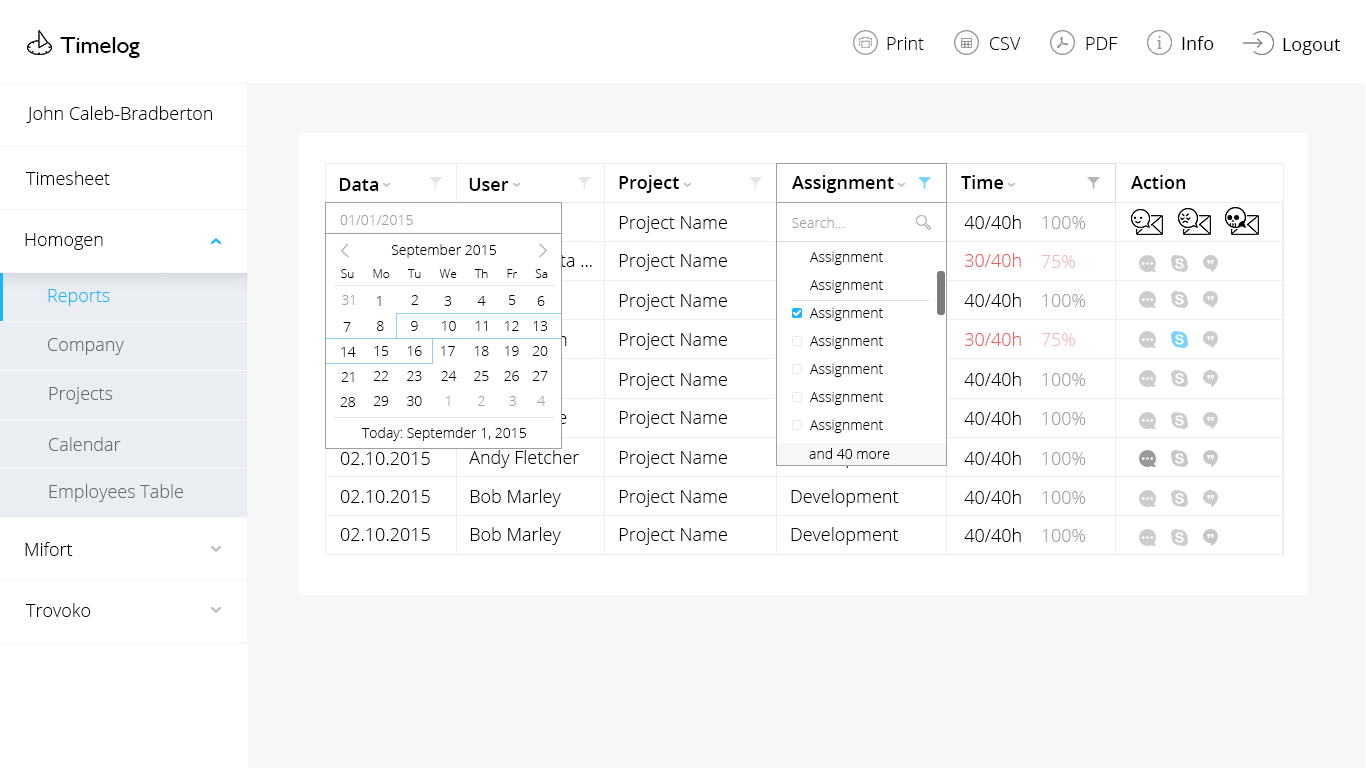 Timelog
Print CSV PDF Info Logout
John Caleb-Bradberton
Timesheet
Homogen
Reports
Company
Projects
Calendar
Employees Table
Mifort
Trovoko
Data User Project Assignment Time Action
01/01/2015
September 2015
Su Mo Tu We Th Fr Sa
31 1 2 3 4 5 6
7 8 9 10 11 12 13
14 15 16 17 18 19 20
21 22 23 24 25 26 27
28 29 30 1 2 3 4
Today: Septemder 1, 2015
Search...
Assignment
Assignment
Assignment
Assignment
Assignment
Assignment
Assignment
and 40 more
Project Name 40/40h 100%
ta ... Project Name 30/40h 75%
Project Name 40/40h 100%
Project Name 30/40h 75%
Project Name 40/40h 100%
Project Name 40/40h 100%
02.10.2015 Andy Fletcher Project Name 40/40h 100%
02.10.2015 Bob Marley Project Name Development 40/40h 100%
02.10.2015 Bob Marley Project Name Development 40/40h 100%